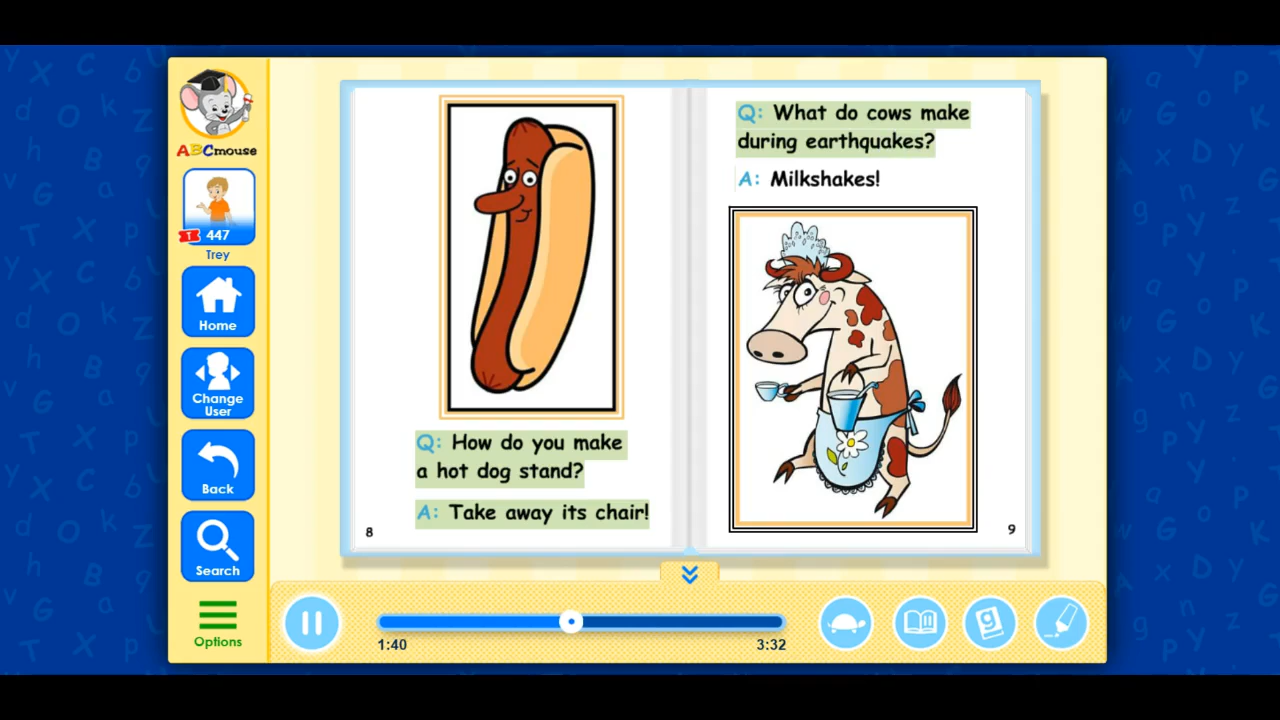 ABCmouse
T 447
Trey
Home
Change
User
Back
Search
Options
Q: How do you make
a hot dog stand?
A: Take away its chair!
8
Q: What do cows make
during earthquakes?
A: Milkshakes!
9
1:40
3:32
g